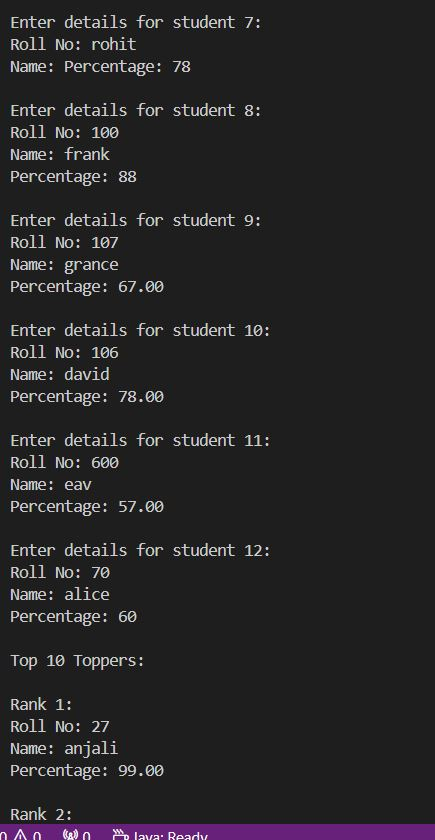 Enter details for student 7:
Roll No: rohit
Name: Percentage: 78
Enter details for student 8:
Roll No: 100
Name: frank
Percentage: 88
Enter details for student 9:
Roll No: 107
Name: grance
Percentage: 67.00
Enter details for student 10:
Roll No: 106
Name: david
Percentage: 78.00
Enter details for student 11:
Roll No: 600
Name: eav
Percentage: 57.00
Enter details for student 12:
Roll No: 70
Name: alice
Percentage: 60
Top 10 Toppers:
Rank 1:
Roll No: 27
Name: anjali
Percentage: 99.00
Rank 2:
0 0 0 Java: Ready